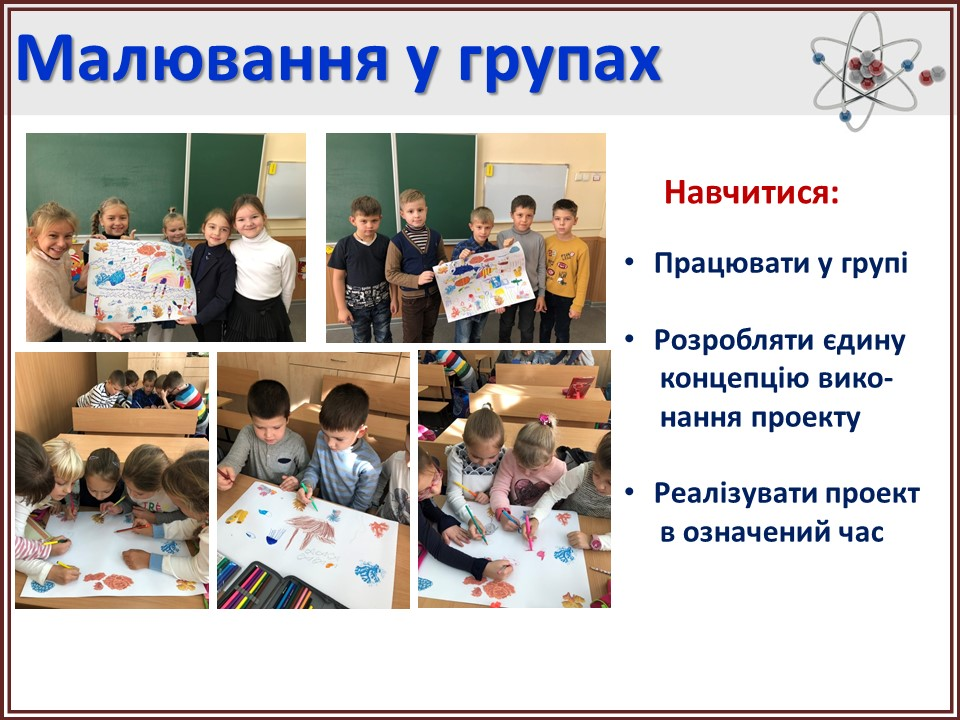 Малювання у групах
Навчитися:
• Працювати у групі
• Розробляти єдину
концепцію вико-
нання проекту
• Реалізувати проект
в означений час